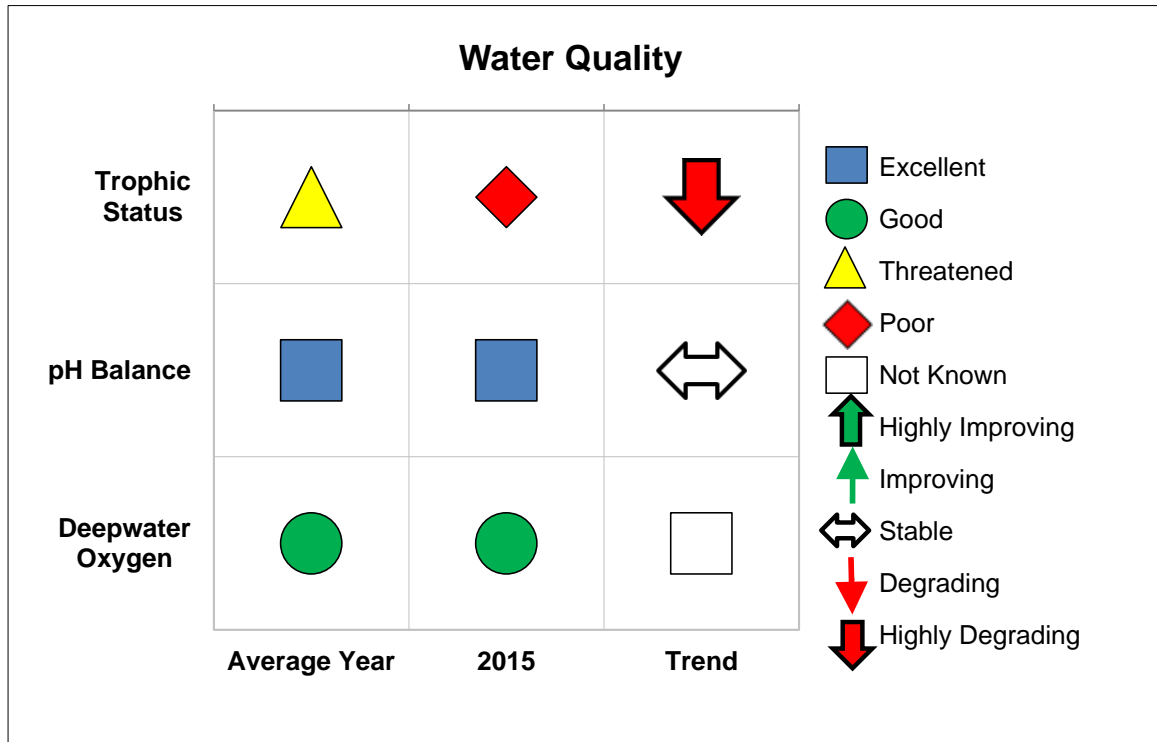 Water Quality
Trophic
Status
pH Balance
Deepwater
Oxygen
Average Year
2015
Trend
Excellent
Good
Threatened
Poor
Not Known
Highly Improving
Improving
Stable
Degrading
Highly Degrading